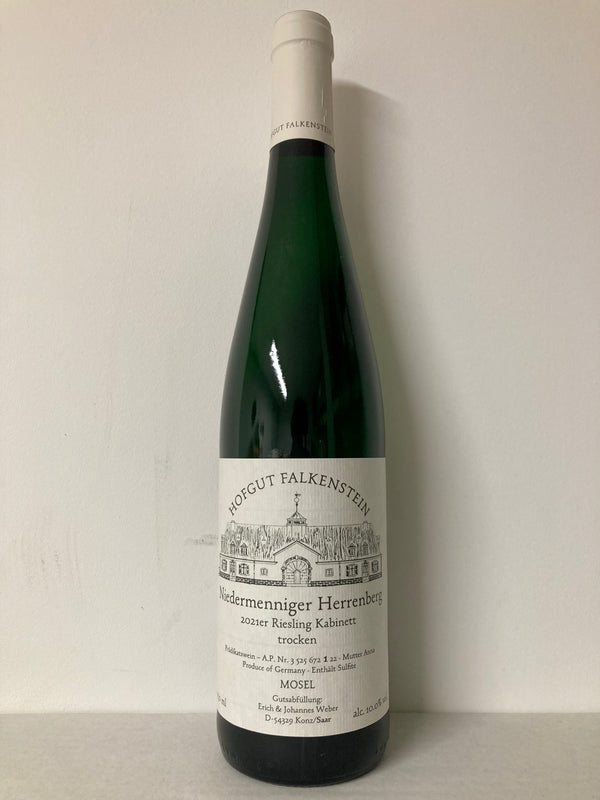 HOFGUT FALKENSTEIN
HOFGUT FALKENSTEIN
Niedermenniger Herrenberg
2021er Riesling Kabinett
trocken
Prädikatswein – A.P. Nr. 3 525 672 1 22 - Mutter Anna
Produce of Germany - Enthält Sulfite
MOSEL
Gutsabfüllung:
Erich & Johannes Weber
D-54329 Konz/Saar
ml
alc. 10.0%